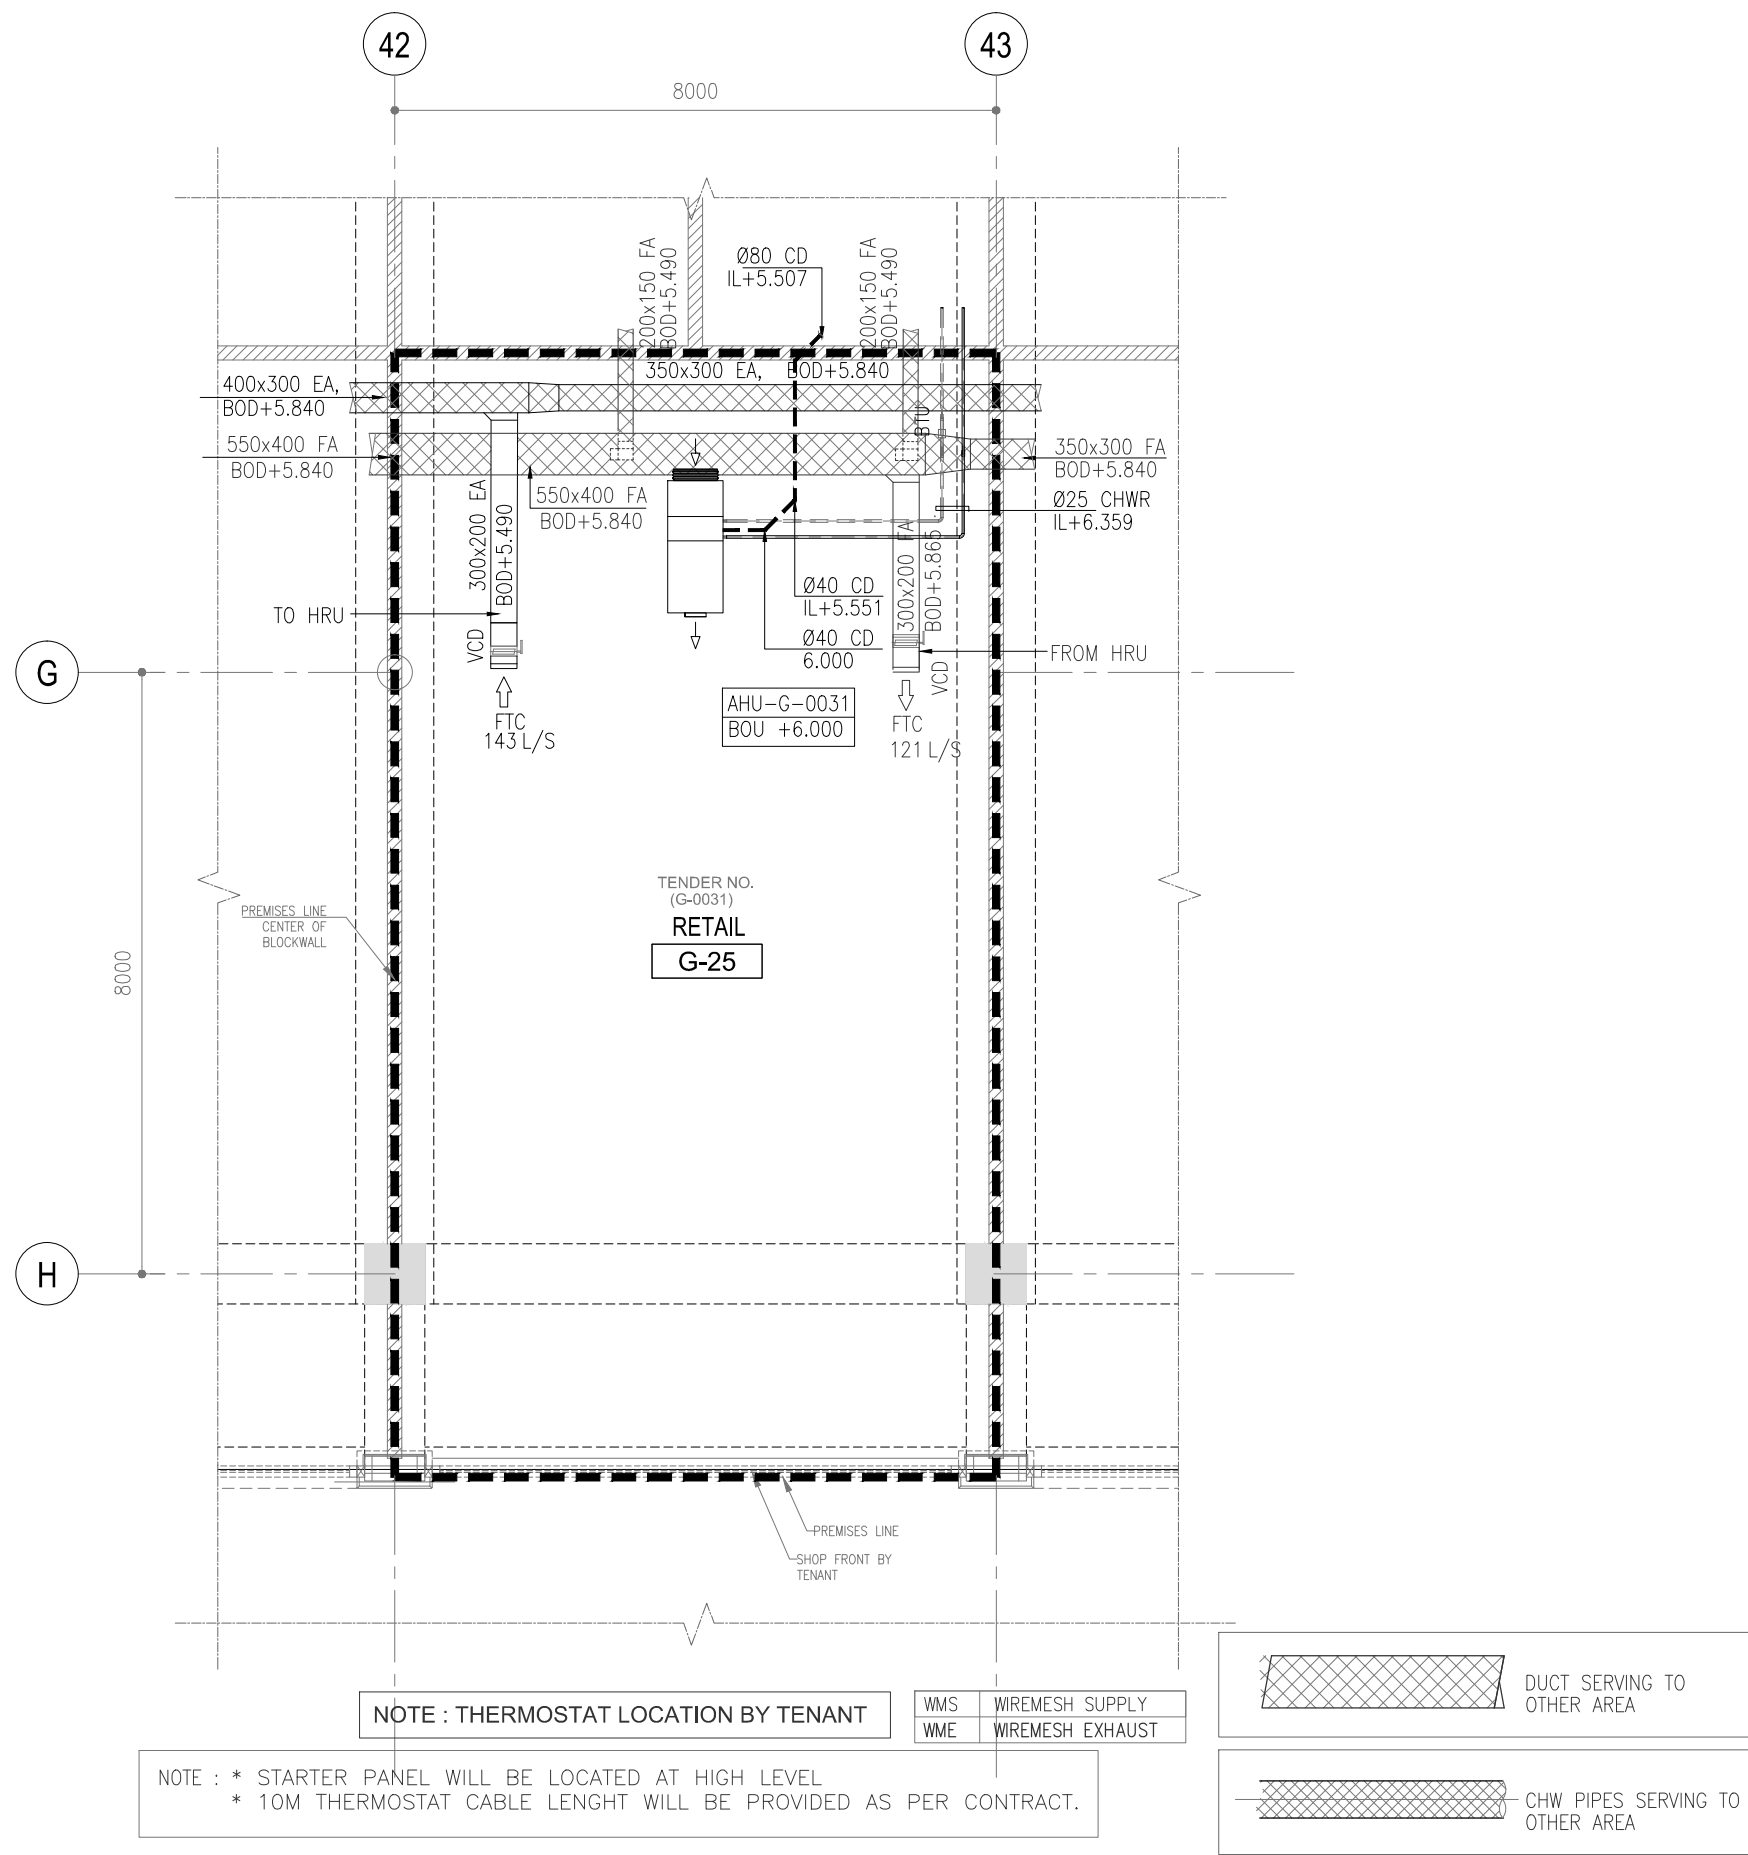 42
43
8000
200x150 FA
BOD+5.490
Ø80 CD
IL+5.507
200x150 FA
BOD+5.490
350x300 EA, BOD+5.840
400x300 EA,
BOD+5.840
BTU
550x400 FA
BOD+5.840
350x300 FA
BOD+5.840
300x200 EA
BOD+5.490
550x400 FA
BOD+5.840
Ø25 CHWR
IL+6.359
300x200 FA
BOD+5.865
Ø40 CD
IL+5.551
TO HRU
VCD
Ø40 CD
6.000
FROM HRU
VCD
G
AHU-G-0031
BOU +6.000
FTC
143 L/S
FTC
121 L/S
TENDER NO.
(G-0031)
RETAIL
G-25
PREMISES LINE
CENTER OF
BLOCKWALL
8000
H
PREMISES LINE
SHOP FRONT BY
TENANT
NOTE : THERMOSTAT LOCATION BY TENANT
WMS WIREMESH SUPPLY
WME WIREMESH EXHAUST
DUCT SERVING TO
OTHER AREA
NOTE : * STARTER PANEL WILL BE LOCATED AT HIGH LEVEL
* 10M THERMOSTAT CABLE LENGHT WILL BE PROVIDED AS PER CONTRACT.
CHW PIPES SERVING TO
OTHER AREA